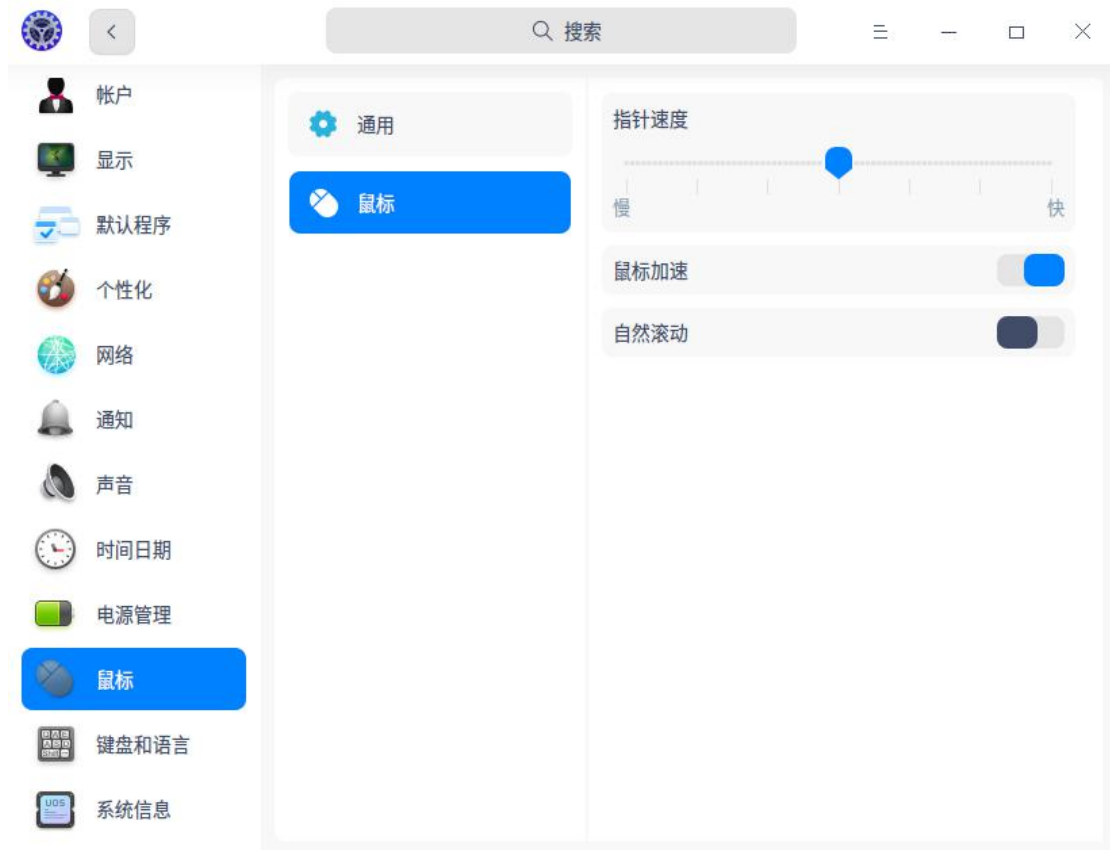 搜索
帐户
显示
默认程序
个性化
网络
通知
声音
时间日期
电源管理
鼠标
键盘和语言
UOS
系统信息
通用
鼠标
指针速度
慢
快
鼠标加速
自然滚动